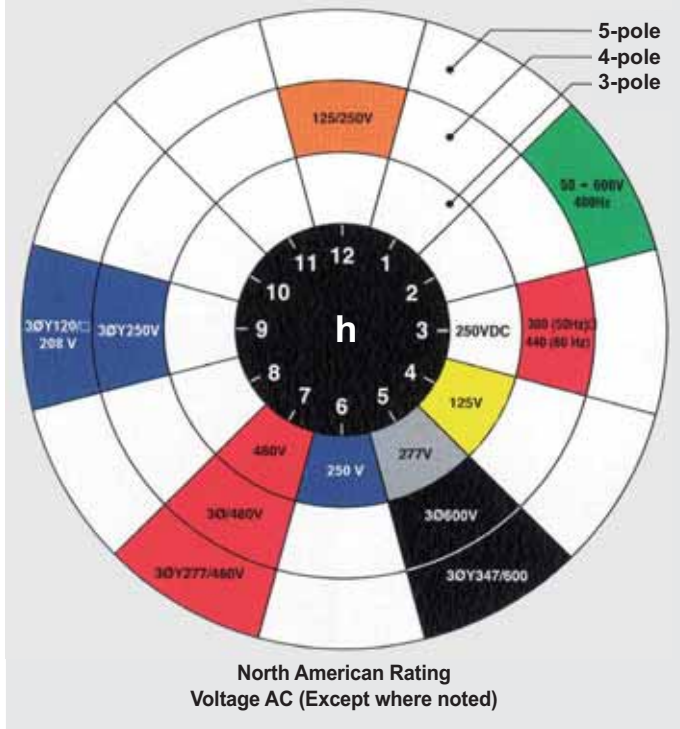 5-pole
4-pole
3-pole
125/250V
50 - 600V
400Hz
12
1
2
3
4
5
6
7
8
9
10
11
h
250VDC
380 (50Hz)
440 (60 Hz)
125V
277V
250 V
480V
3Ø600V
3ØY347/600
3Ø/480V
3ØY277/480V
3ØY250V
3ØY120/□
208 V
North American Rating
Voltage AC (Except where noted)